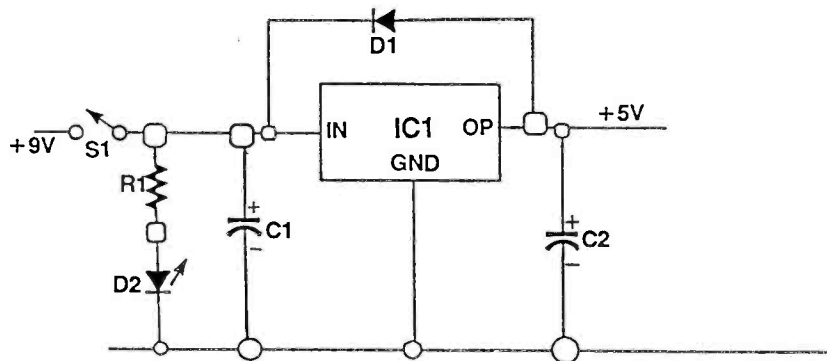 D1
+9V
S1
IN
IC1
OP
+5V
GND
R1
+
C1
-
+
C2
-
D2